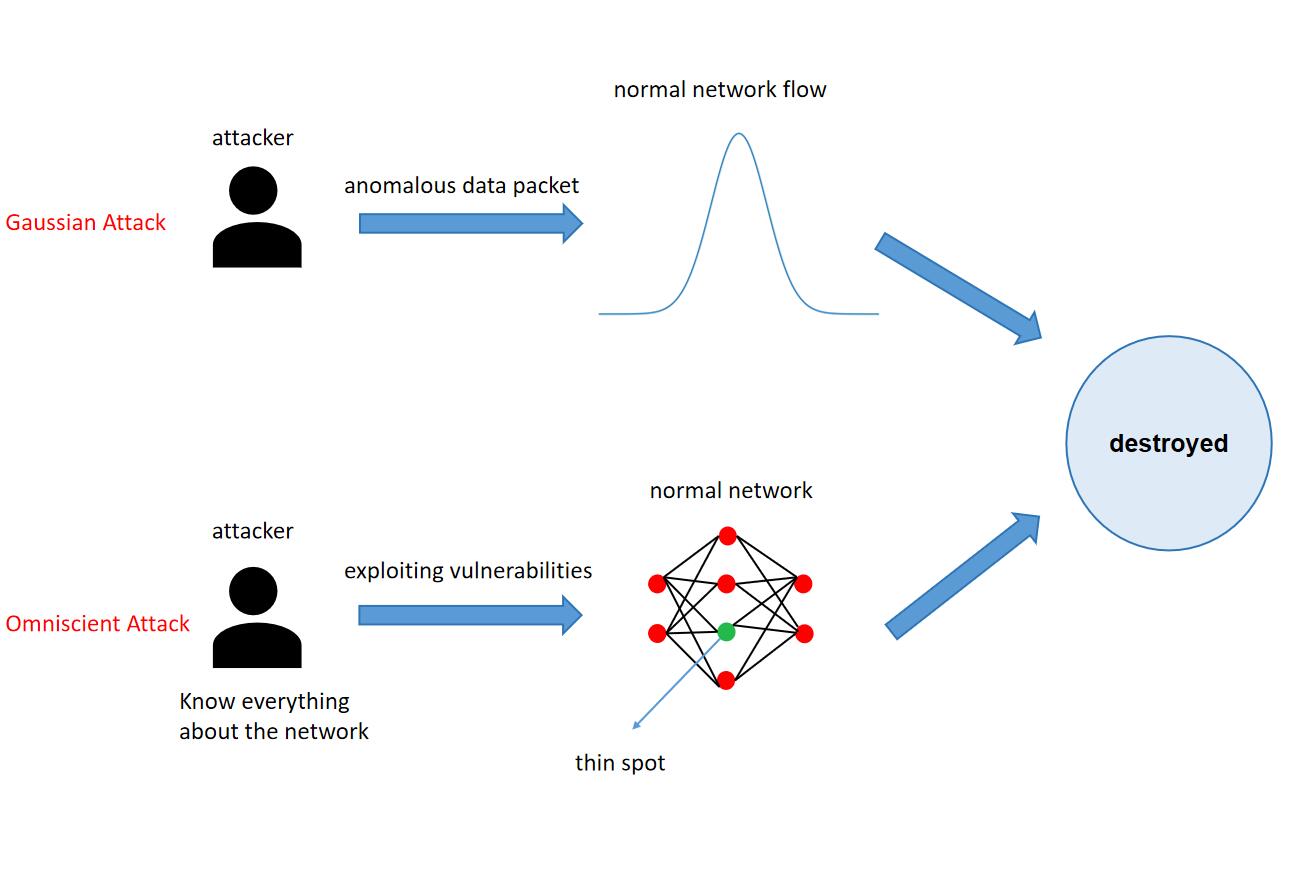 normal network flow
attacker
anomalous data packet
Gaussian Attack
destroyed
normal network
attacker
exploiting vulnerabilities
Omniscient Attack
Know everything
about the network
thin spot